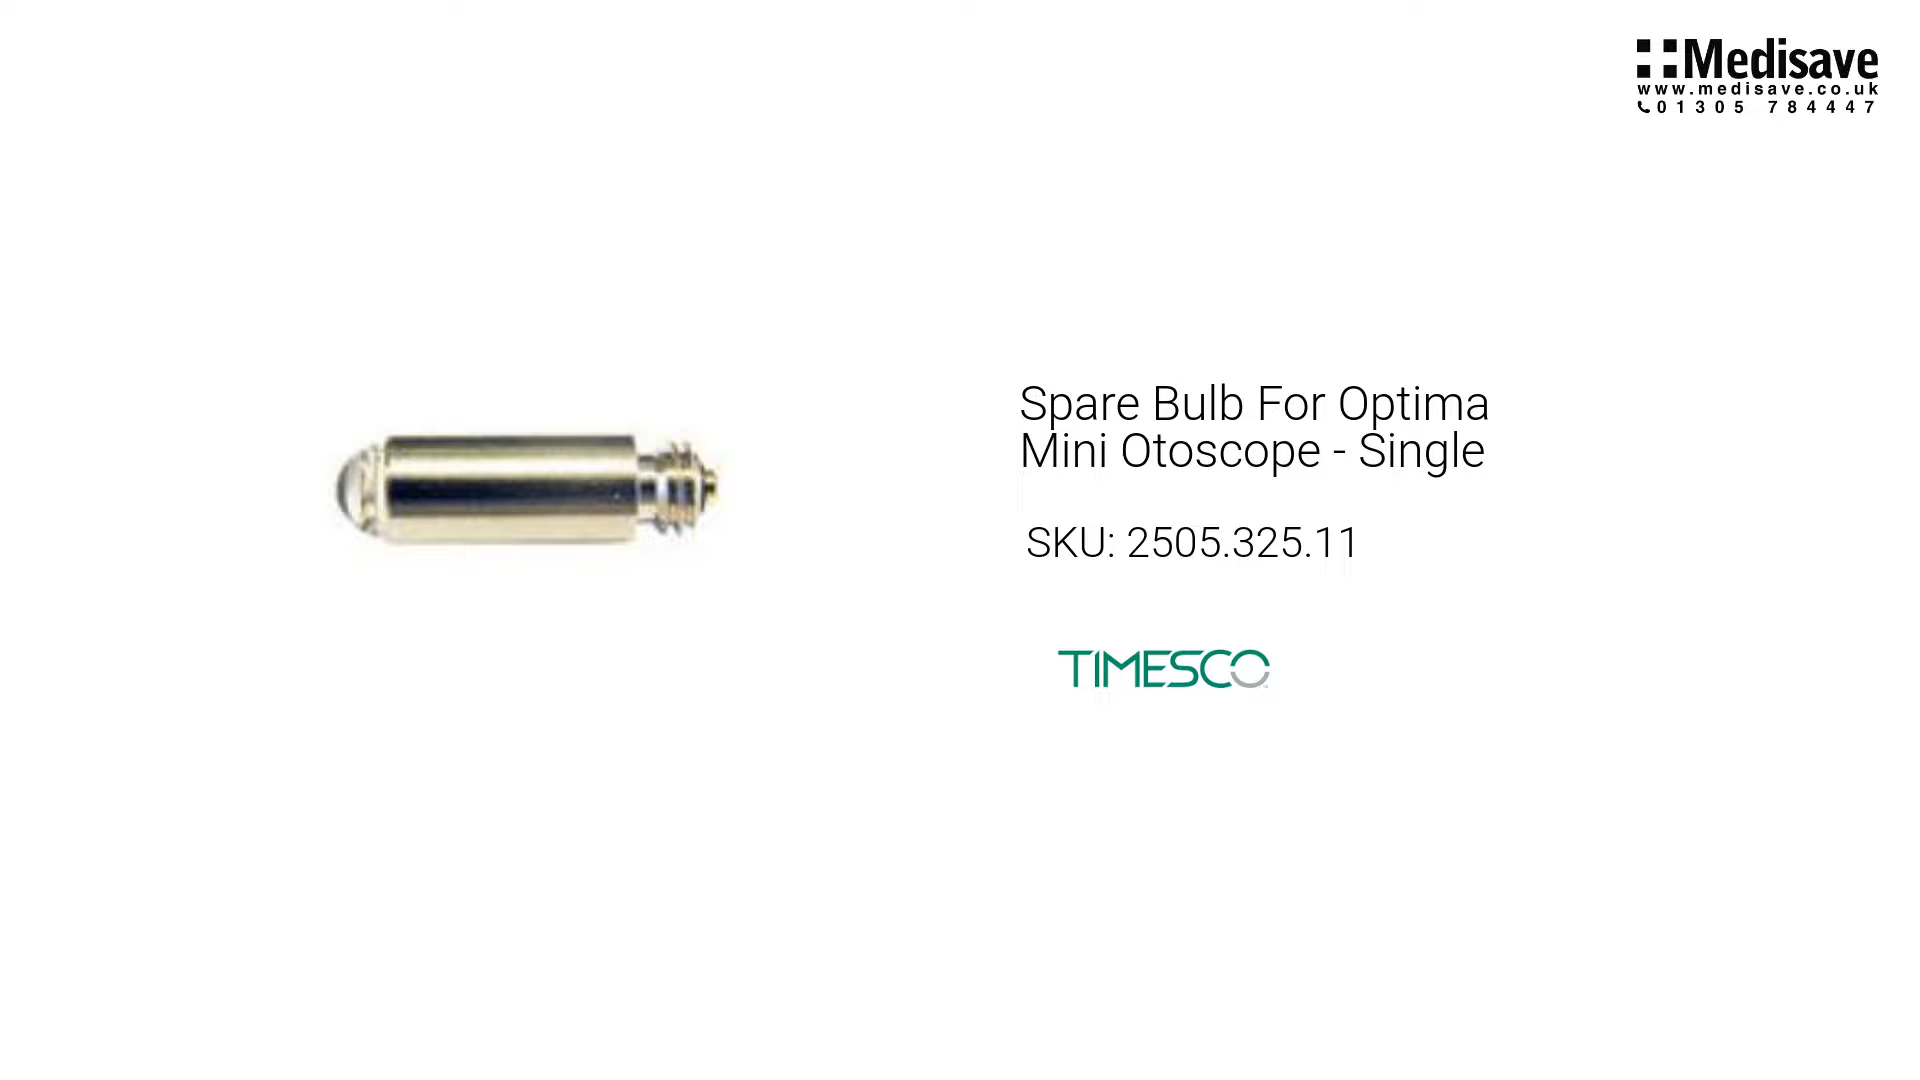 Medisave
www.medisave.co.uk
01305 784447
Spare Bulb For Optima
Mini Otoscope - Single
SKU: 2505.325.11
TIMESCO